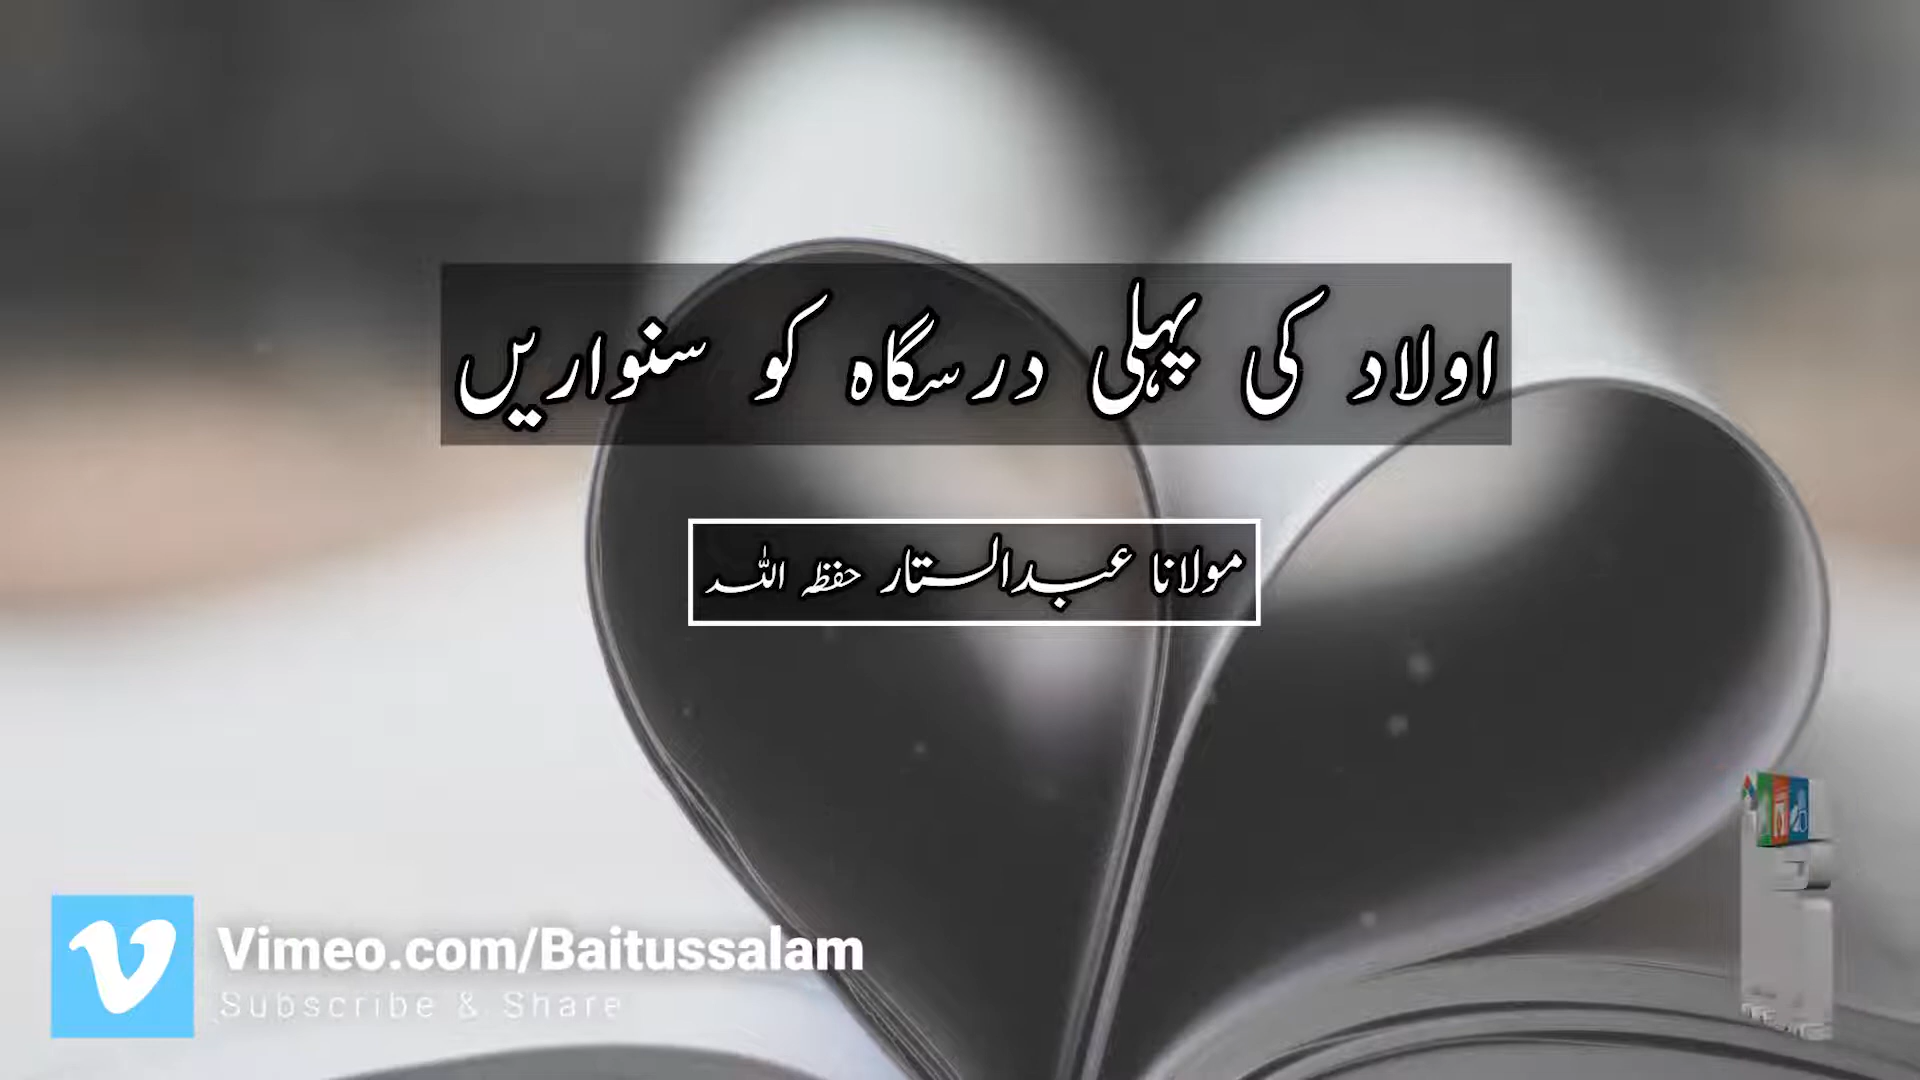 اولاد کی پہلی درسگاہ کو سنواریں
مولانا عبدالستار حفظہ اللہ
Vimeo.com/Baitussalam
Subscribe & Share